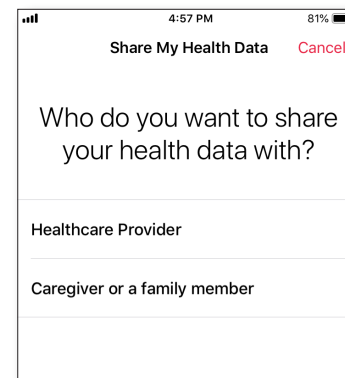 4:57 PM 81%
Share My Health Data Cancel
Who do you want to share
your health data with?
Healthcare Provider
Caregiver or a family member